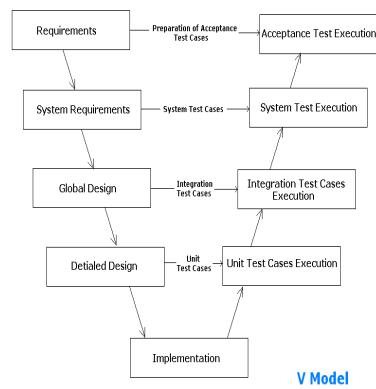 Requirements
Preparation of Acceptance
Test Cases
Acceptance Test Execution
System Requirements
System Test Cases
System Test Execution
Global Design
Integration
Test Cases
Integration Test Cases
Execution
Detialed Design
Unit
Test Cases
Unit Test Cases Execution
Implementation
V Model